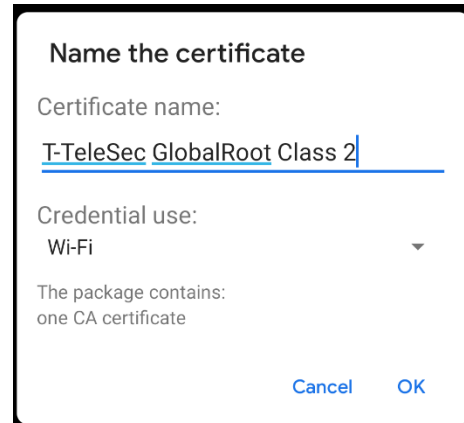 Name the certificate
Certificate name:
T-TeleSec GlobalRoot Class 2
Credential use:
Wi-Fi
The package contains:
one CA certificate
Cancel OK